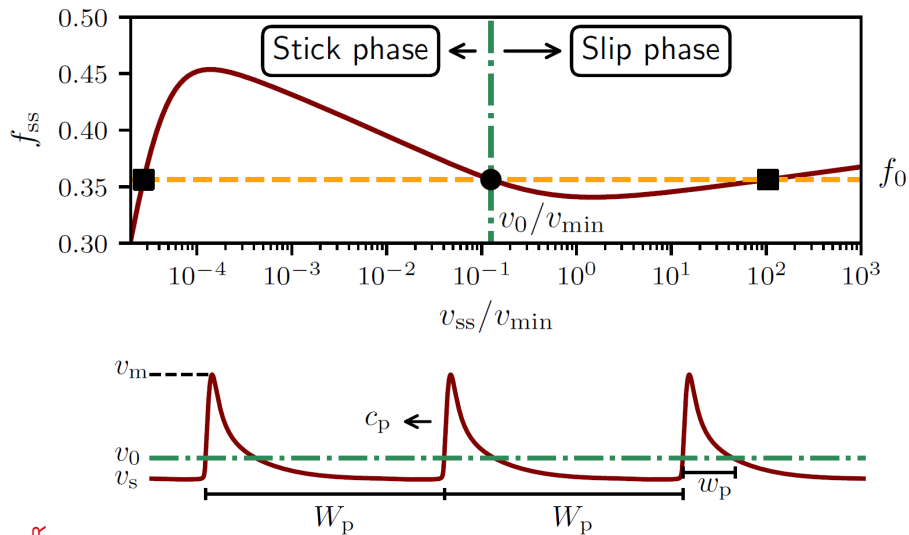 0.50
Stick phase
Slip phase
0.45
f_ss
0.40
0.35
f_0
v_0/v_min
0.30
10^-4
10^-3
10^-2
10^-1
10^0
10^1
10^2
10^3
v_ss/v_min
v_m
c_p
v_0
v_s
w_p
W_p
W_p
R